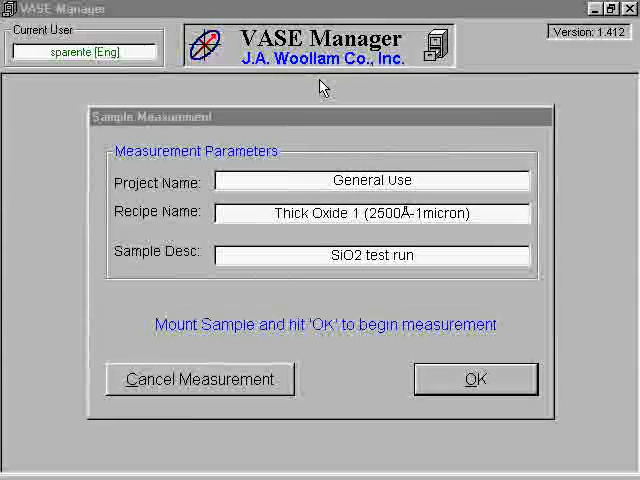 VASE Manager
Current User
sparente [Eng]
VASE Manager
J.A. Woollam Co., Inc.
Version: 1.412
Sample Measurement
Measurement Parameters
Project Name: General Use
Recipe Name: Thick Oxide 1 (2500Å-1micron)
Sample Desc: SiO2 test run
Mount Sample and hit 'OK' to begin measurement
Cancel Measurement
OK